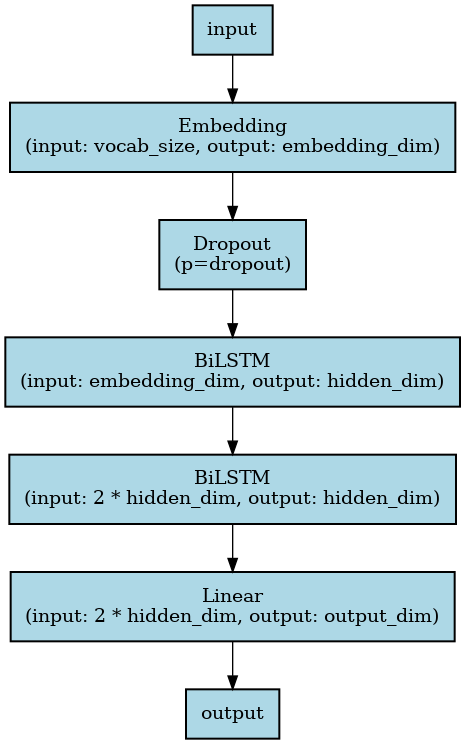 input
Embedding
(input: vocab_size, output: embedding_dim)
Dropout
(p=dropout)
BiLSTM
(input: embedding_dim, output: hidden_dim)
BiLSTM
(input: 2 * hidden_dim, output: hidden_dim)
Linear
(input: 2 * hidden_dim, output: output_dim)
output